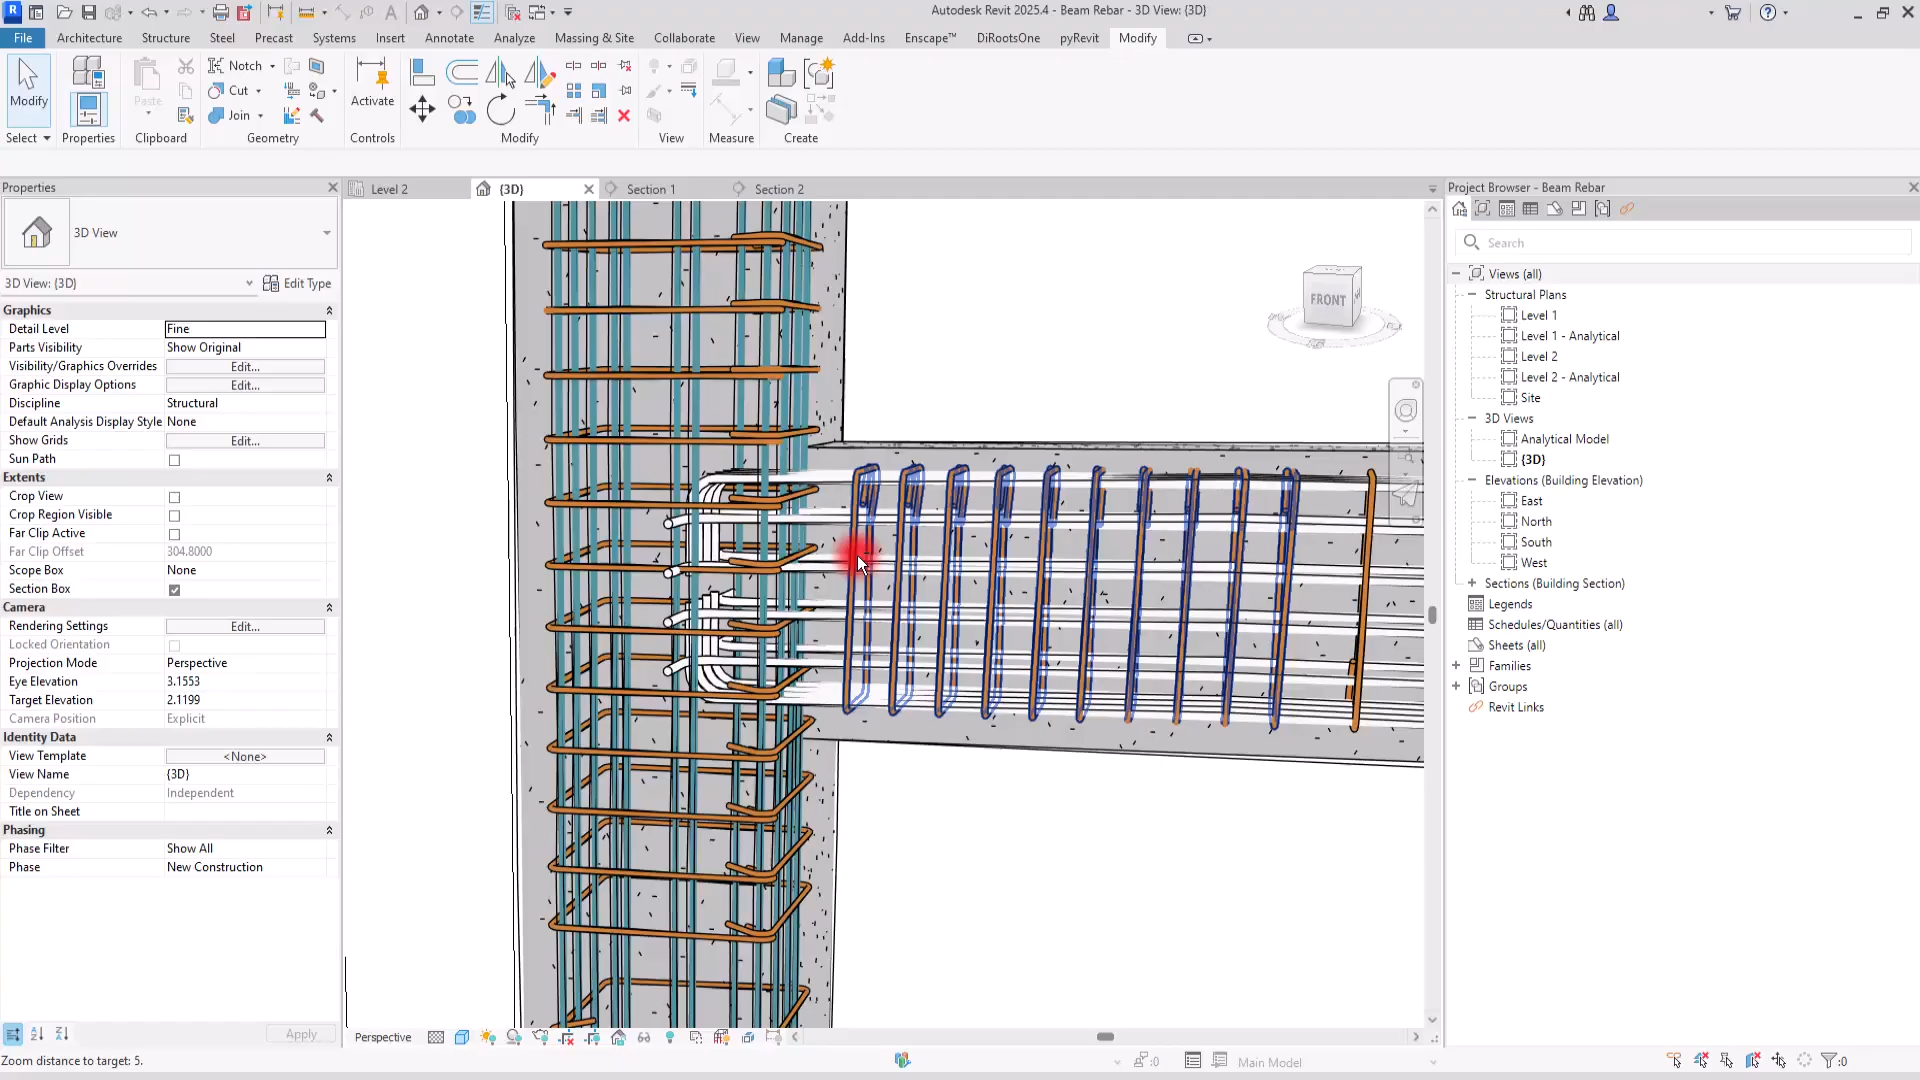 R
Autodesk Revit 2025.4 - Beam Rebar - 3D View: {3D}
File Architecture Structure Steel Precast Systems Insert Annotate Analyze Massing & Site Collaborate View Manage Add-Ins Enscape™ DiRootsOne pyRevit Modify
Modify
Paste
Notch
Cut
Join
Activate
Select Properties Clipboard Geometry Controls Modify View Measure Create
Properties
Level 2
{3D}
Section 1
Section 2
Project Browser - Beam Rebar
3D View
Search
3D View: {3D}
Edit Type
Graphics
Detail Level Fine
Parts Visibility Show Original
Visibility/Graphics Overrides Edit...
Graphic Display Options Edit...
Discipline Structural
Default Analysis Display Style None
Show Grids Edit...
Sun Path
Extents
Crop View
Crop Region Visible
Far Clip Active
Far Clip Offset 304.8000
Scope Box None
Section Box
Camera
Rendering Settings Edit...
Locked Orientation
Projection Mode Perspective
Eye Elevation 3.1553
Target Elevation 2.1199
Camera Position Explicit
Identity Data
View Template <None>
View Name {3D}
Dependency Independent
Title on Sheet
Phasing
Phase Filter Show All
Phase New Construction
Apply
FRONT
Views (all)
Structural Plans
Level 1
Level 1 - Analytical
Level 2
Level 2 - Analytical
Site
3D Views
Analytical Model
{3D}
Elevations (Building Elevation)
East
North
South
West
Sections (Building Section)
Legends
Schedules/Quantities (all)
Sheets (all)
Families
Groups
Revit Links
Perspective
Zoom distance to target: 5.
:0
Main Model
:0